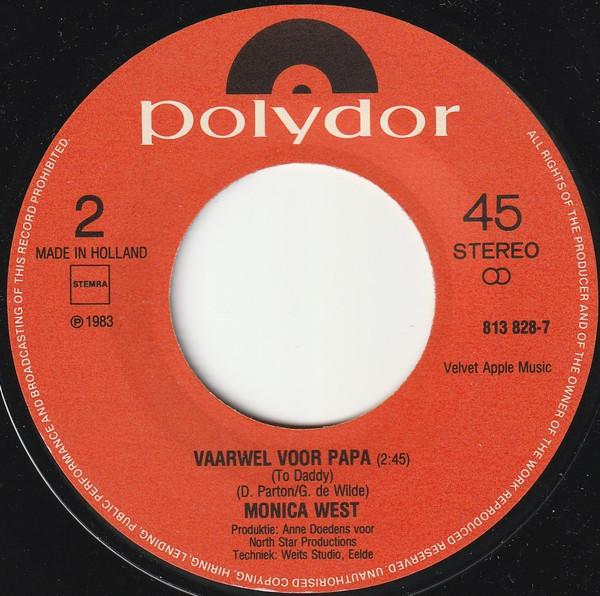 polydor
2
MADE IN HOLLAND
STEMRA
℗ 1983
45
STEREO
813 828-7
Velvet Apple Music
VAARWEL VOOR PAPA (2:45)
(To Daddy)
(D. Parton/G. de Wilde)
MONICA WEST
Produktie: Anne Doedens voor
North Star Productions
Techniek: Weits Studio, Eelde
ALL RIGHTS OF THE PRODUCER AND OF THE OWNER OF THE WORK REPRODUCED RESERVED. UNAUTHORISED COPYING, HIRING, LENDING, PUBLIC PERFORMANCE AND BROADCASTING OF THIS RECORD PROHIBITED.